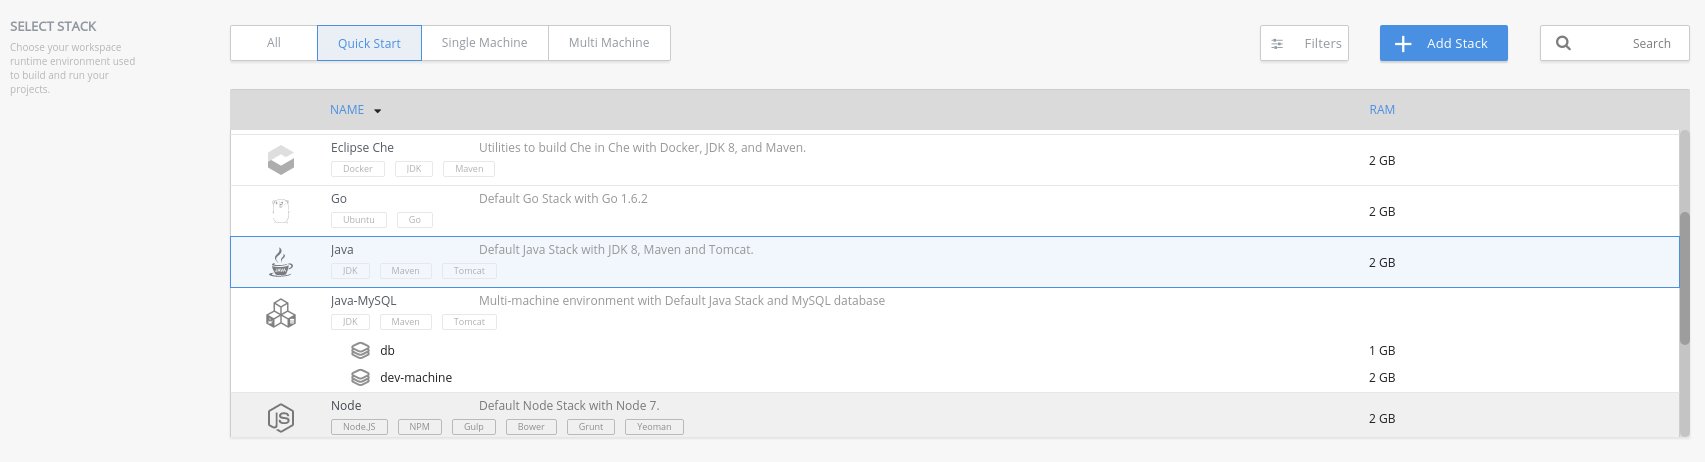 SELECT STACK
Choose your workspace
runtime environment used
to build and run your
projects.
All Quick Start Single Machine Multi Machine Filters Add Stack Search
NAME RAM
Eclipse Che Utilities to build Che in Che with Docker, JDK 8, and Maven. 2 GB
Docker JDK Maven
Go Default Go Stack with Go 1.6.2 2 GB
Ubuntu Go
Java Default Java Stack with JDK 8, Maven and Tomcat. 2 GB
JDK Maven Tomcat
Java-MySQL Multi-machine environment with Default Java Stack and MySQL database
JDK Maven Tomcat
db 1 GB
dev-machine 2 GB
Node Default Node Stack with Node 7. 2 GB
Node.JS NPM Gulp Bower Grunt Yeoman